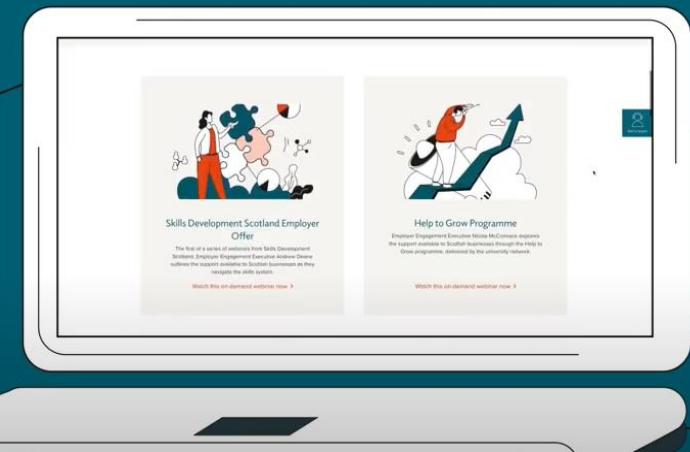 Skills Development Scotland Employer
Offer
The first of a series of webinars from Skills Development
Scotland. Employer Engagement Executive Andrew Deane
outlines the support available to Scottish businesses as they
navigate the skills system.
Watch this on-demand webinar now >
Help to Grow Programme
Employer Engagement Executive Nicola McConnace explores
the support available to Scottish businesses through the Help to
Grow programme, delivered by the university network.
Watch this on-demand webinar now >